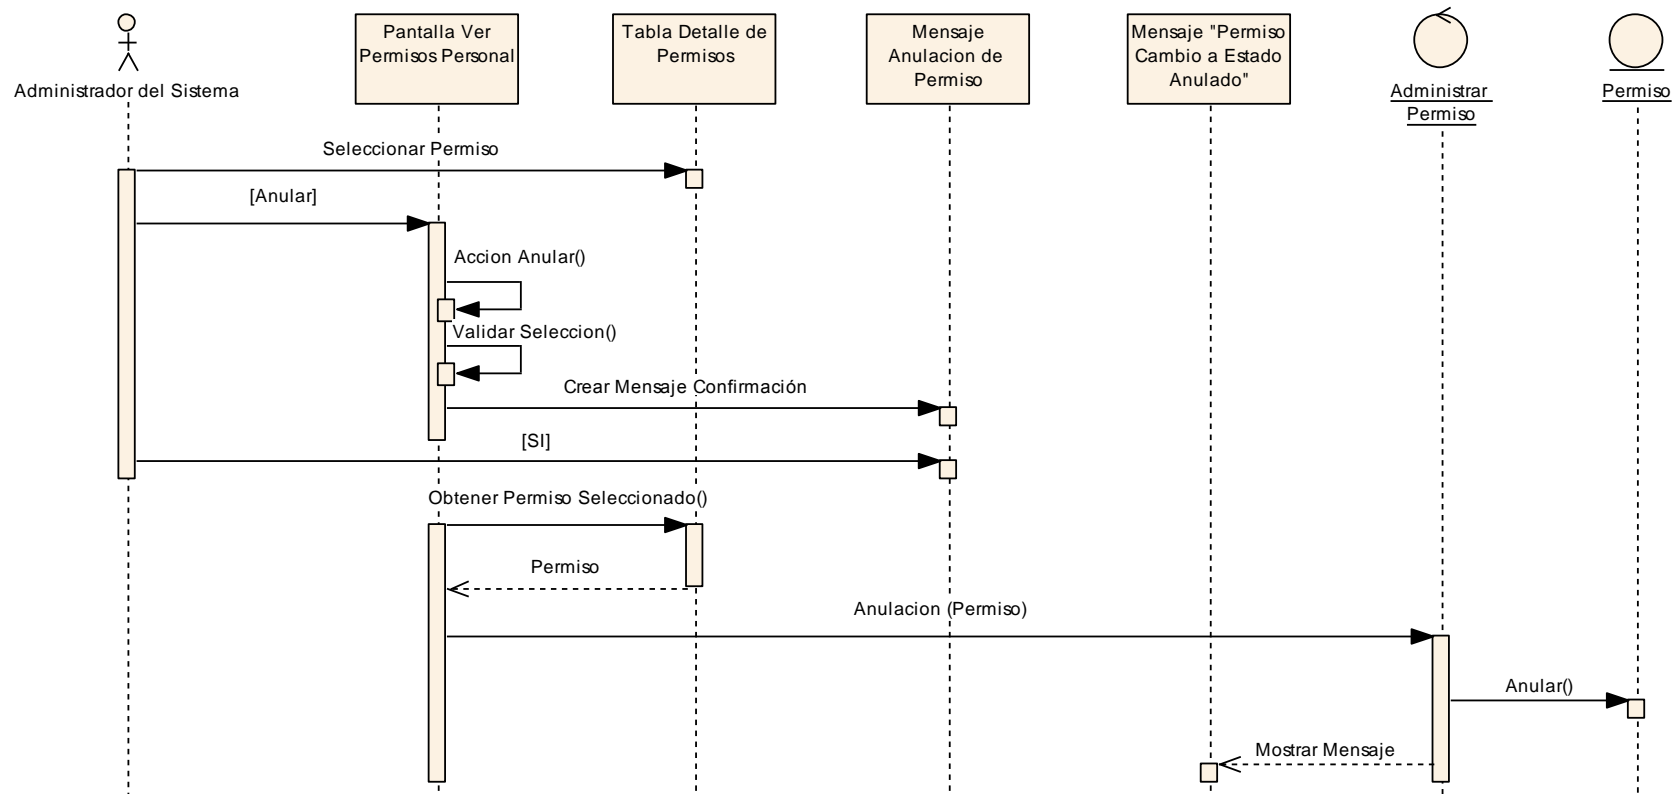 Administrador del Sistema
Pantalla Ver
Permisos Personal
Tabla Detalle de
Permisos
Mensaje
Anulacion de
Permiso
Mensaje "Permiso
Cambio a Estado
Anulado"
Administrar
Permiso
Permiso
Seleccionar Permiso
[Anular]
Accion Anular()
Validar Seleccion()
Crear Mensaje Confirmación
[SI]
Obtener Permiso Seleccionado()
Permiso
Anulacion (Permiso)
Anular()
Mostrar Mensaje